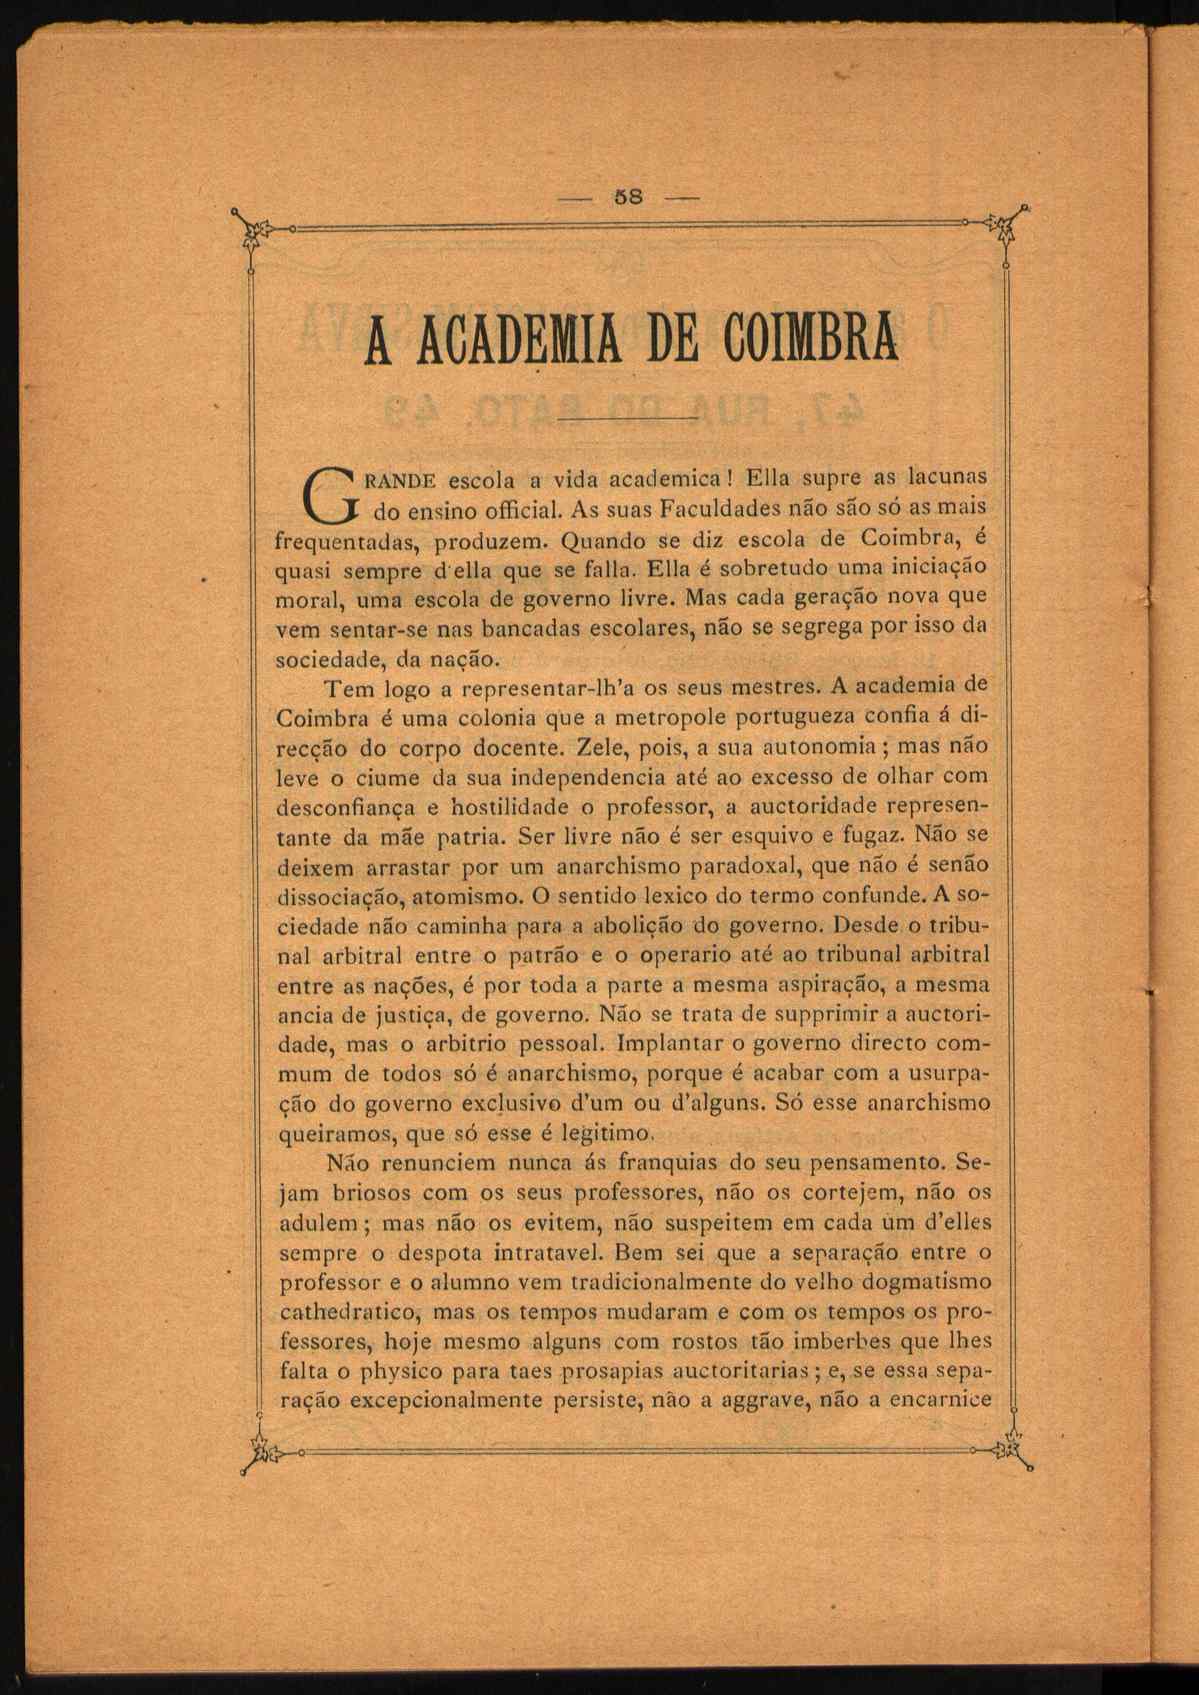 — 58 —
A ACADEMIA DE COIMBRA
GRANDE escola a vida academica! Ella supre as lacunas
do ensino official. As suas Faculdades não são só as mais
frequentadas, produzem. Quando se diz escola de Coimbra, é
quasi sempre d'ella que se falla. Ella é sobretudo uma iniciação
moral, uma escola de governo livre. Mas cada geração nova que
vem sentar-se nas bancadas escolares, não se segrega por isso da
sociedade, da nação.
Tem logo a representar-lh'a os seus mestres. A academia de
Coimbra é uma colonia que a metropole portugueza confia á di-
recção do corpo docente. Zele, pois, a sua autonomia; mas não
leve o ciume da sua independencia até ao excesso de olhar com
desconfiança e hostilidade o professor, a auctoridade represen-
tante da mãe patria. Ser livre não é ser esquivo e fugaz. Não se
deixem arrastar por um anarchismo paradoxal, que não é senão
dissociação, atomismo. O sentido lexico do termo confunde. A so-
ciedade não caminha para a abolição do governo. Desde o tribu-
nal arbitral entre o patrão e o operario até ao tribunal arbitral
entre as nações, é por toda a parte a mesma aspiração, a mesma
ancia de justiça, de governo. Não se trata de supprimir a auctori-
dade, mas o arbitrio pessoal. Implantar o governo directo com-
mum de todos só é anarchismo, porque é acabar com a usurpa-
ção do governo exclusivo d'um ou d'alguns. Só esse anarchismo
queiramos, que só esse é legitimo.
Não renunciem nunca ás franquias do seu pensamento. Se-
jam briosos com os seus professores, não os cortejem, não os
adulem; mas não os evitem, não suspeitem em cada um d'elles
sempre o despota intratavel. Bem sei que a separação entre o
professor e o alumno vem tradicionalmente do velho dogmatismo
cathedratico, mas os tempos mudaram e com os tempos os pro-
fessores, hoje mesmo alguns com rostos tão imberbes que lhes
falta o physico para taes prosapias auctoritarias; e, se essa sepa-
ração excepcionalmente persiste, não a aggrave, não a encarnice